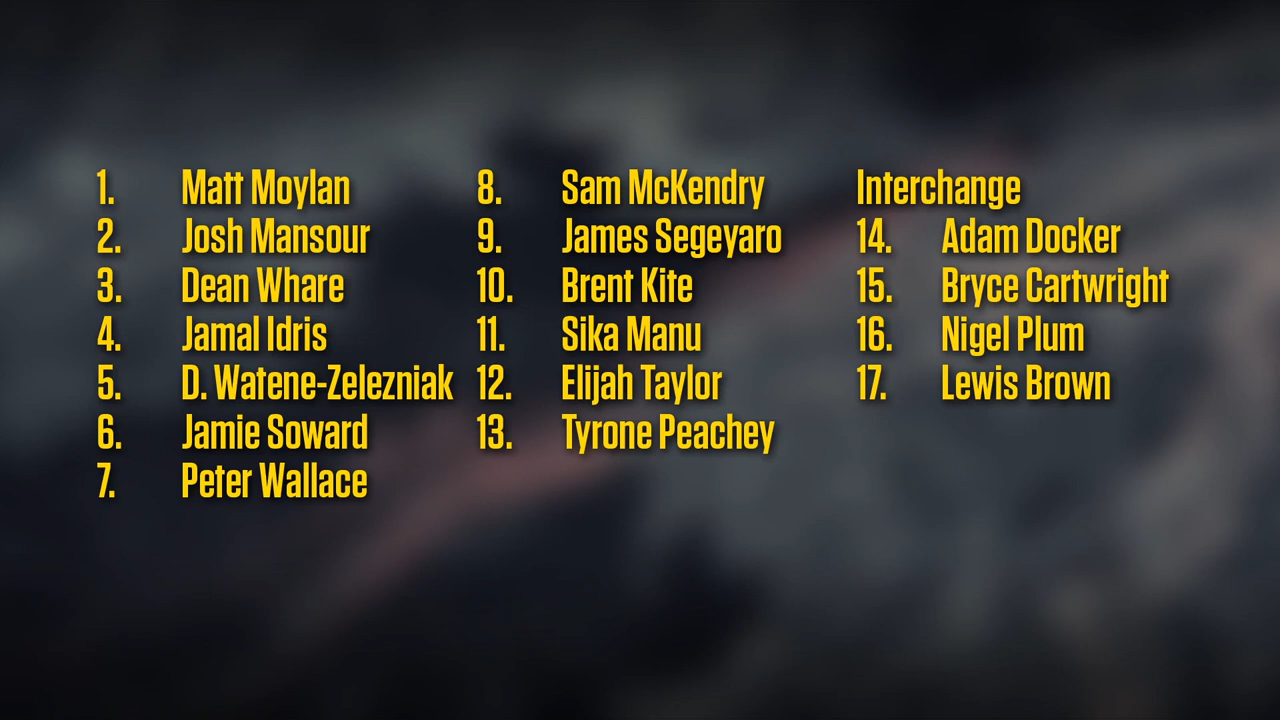 1. Matt Moylan
2. Josh Mansour
3. Dean Whare
4. Jamal Idris
5. D. Watene-Zelezniak
6. Jamie Soward
7. Peter Wallace
8. Sam McKendry
9. James Segeyaro
10. Brent Kite
11. Sika Manu
12. Elijah Taylor
13. Tyrone Peachey
Interchange
14. Adam Docker
15. Bryce Cartwright
16. Nigel Plum
17. Lewis Brown